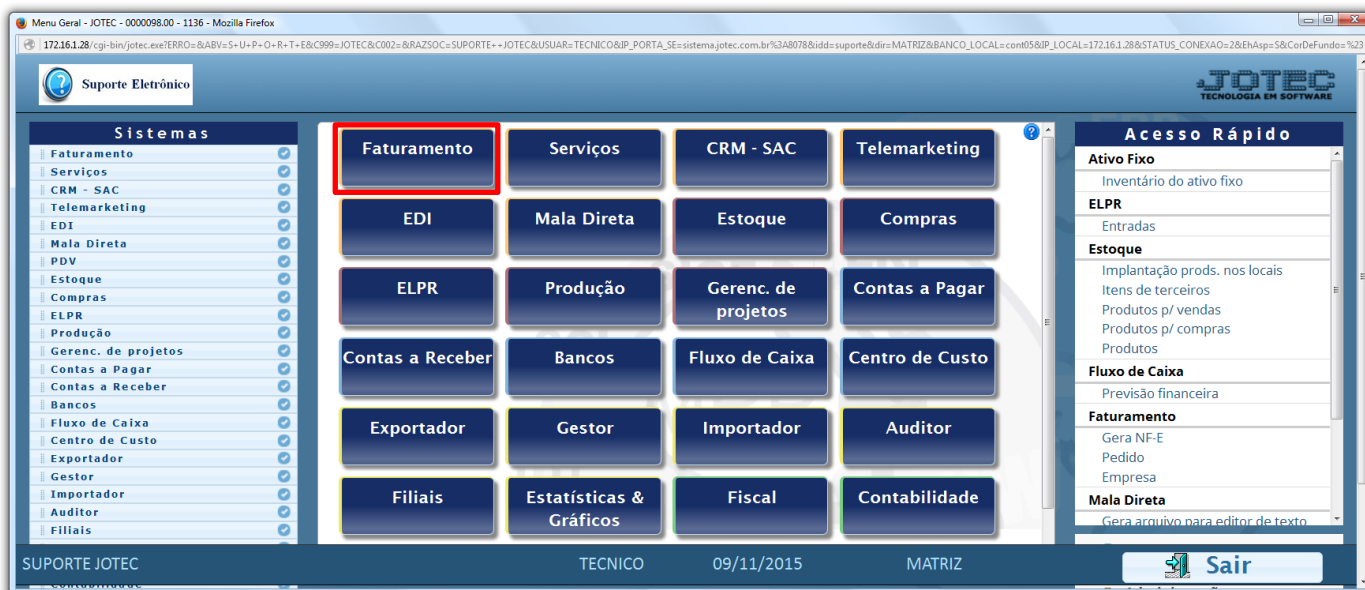 Menu Geral - JOTEC - 0000098.00 - 1136 - Mozilla Firefox
172.16.1.28/cgi-bin/jotec.exe?ERRO=&ABV=S+U+P+O+R+T+E&C999=JOTEC&C002=&RAZSOC=SUPORTE++JOTEC&USUAR=TECNICO&IP_PORTA_SE=sistema.jotec.com.br%3A8078&idd=suporte&dir=MATRIZ&BANCO_LOCAL=cont05&IP_LOCAL=172.16.1.28&STATUS_CONEXAO=2&EhAsp=S&CorDeFundo=%23
Suporte Eletrônico
JOTEC
TECNOLOGIA EM SOFTWARE
Sistemas
Faturamento
Serviços
CRM - SAC
Telemarketing
EDI
Mala Direta
PDV
Estoque
Compras
ELPR
Produção
Gerenc. de projetos
Contas a Pagar
Contas a Receber
Bancos
Fluxo de Caixa
Centro de Custo
Exportador
Gestor
Importador
Auditor
Filiais
Faturamento
Serviços
CRM - SAC
Telemarketing
EDI
Mala Direta
Estoque
Compras
ELPR
Produção
Gerenc. de
projetos
Contas a Pagar
Contas a Receber
Bancos
Fluxo de Caixa
Centro de Custo
Exportador
Gestor
Importador
Auditor
Filiais
Estatísticas &
Gráficos
Fiscal
Contabilidade
Acesso Rápido
Ativo Fixo
Inventário do ativo fixo
ELPR
Entradas
Estoque
Implantação prods. nos locais
Itens de terceiros
Produtos p/ vendas
Produtos p/ compras
Produtos
Fluxo de Caixa
Previsão financeira
Faturamento
Gera NF-E
Pedido
Empresa
Mala Direta
Gera arquivo para editor de texto
SUPORTE JOTEC
TECNICO
09/11/2015
MATRIZ
Sair